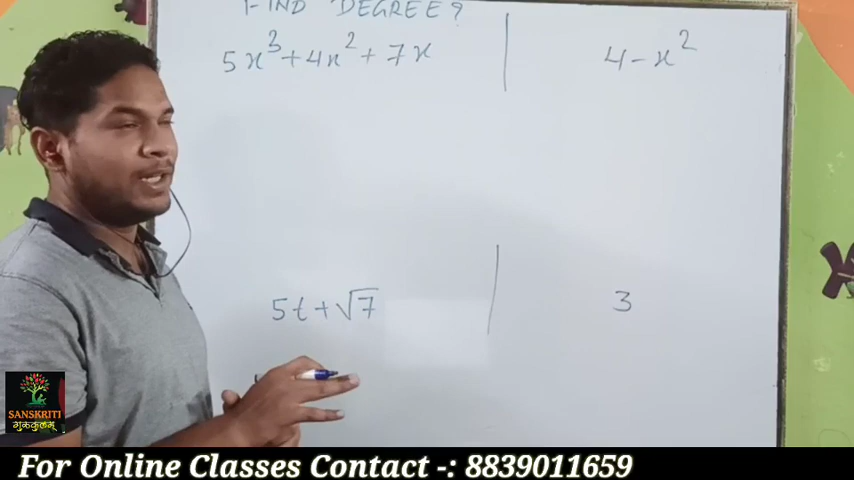 FIND DEGREE?
5x³+4x²+7x
4-x²
5t+√7
3
SANSKRITI
गुरुकुलम्
For Online Classes Contact -: 8839011659